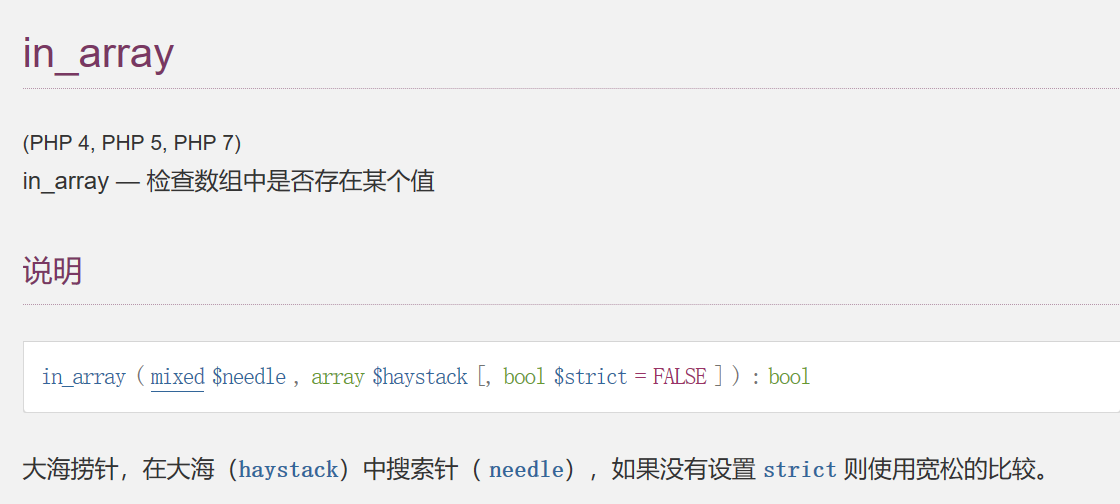 in_array
(PHP 4, PHP 5, PHP 7)
in_array — 检查数组中是否存在某个值
说明
in_array ( mixed $needle , array $haystack [, bool $strict = FALSE ] ) : bool
大海捞针，在大海（haystack）中搜索针（ needle），如果没有设置 strict 则使用宽松的比较。